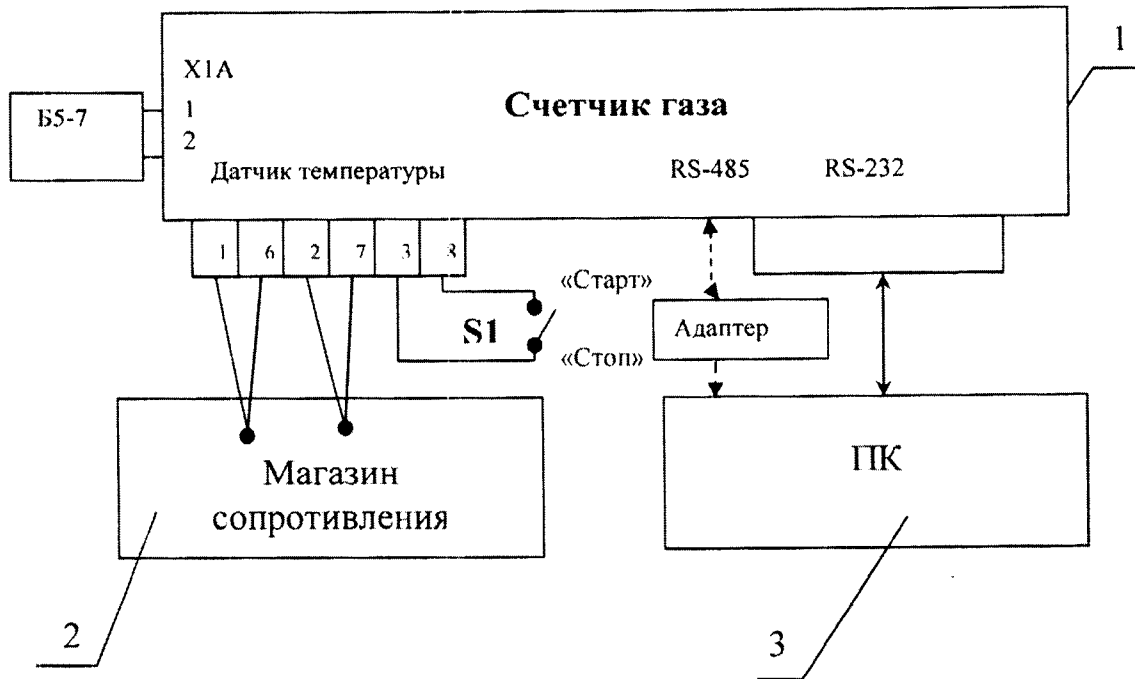 1
Х1А
Б5-7
1
Счетчик газа
2
Датчик температуры
RS-485
RS-232
1 6 2 7 3 8
«Старт»
S1
Адаптер
«Стоп»
ПК
Магазин
сопротивления
2
3